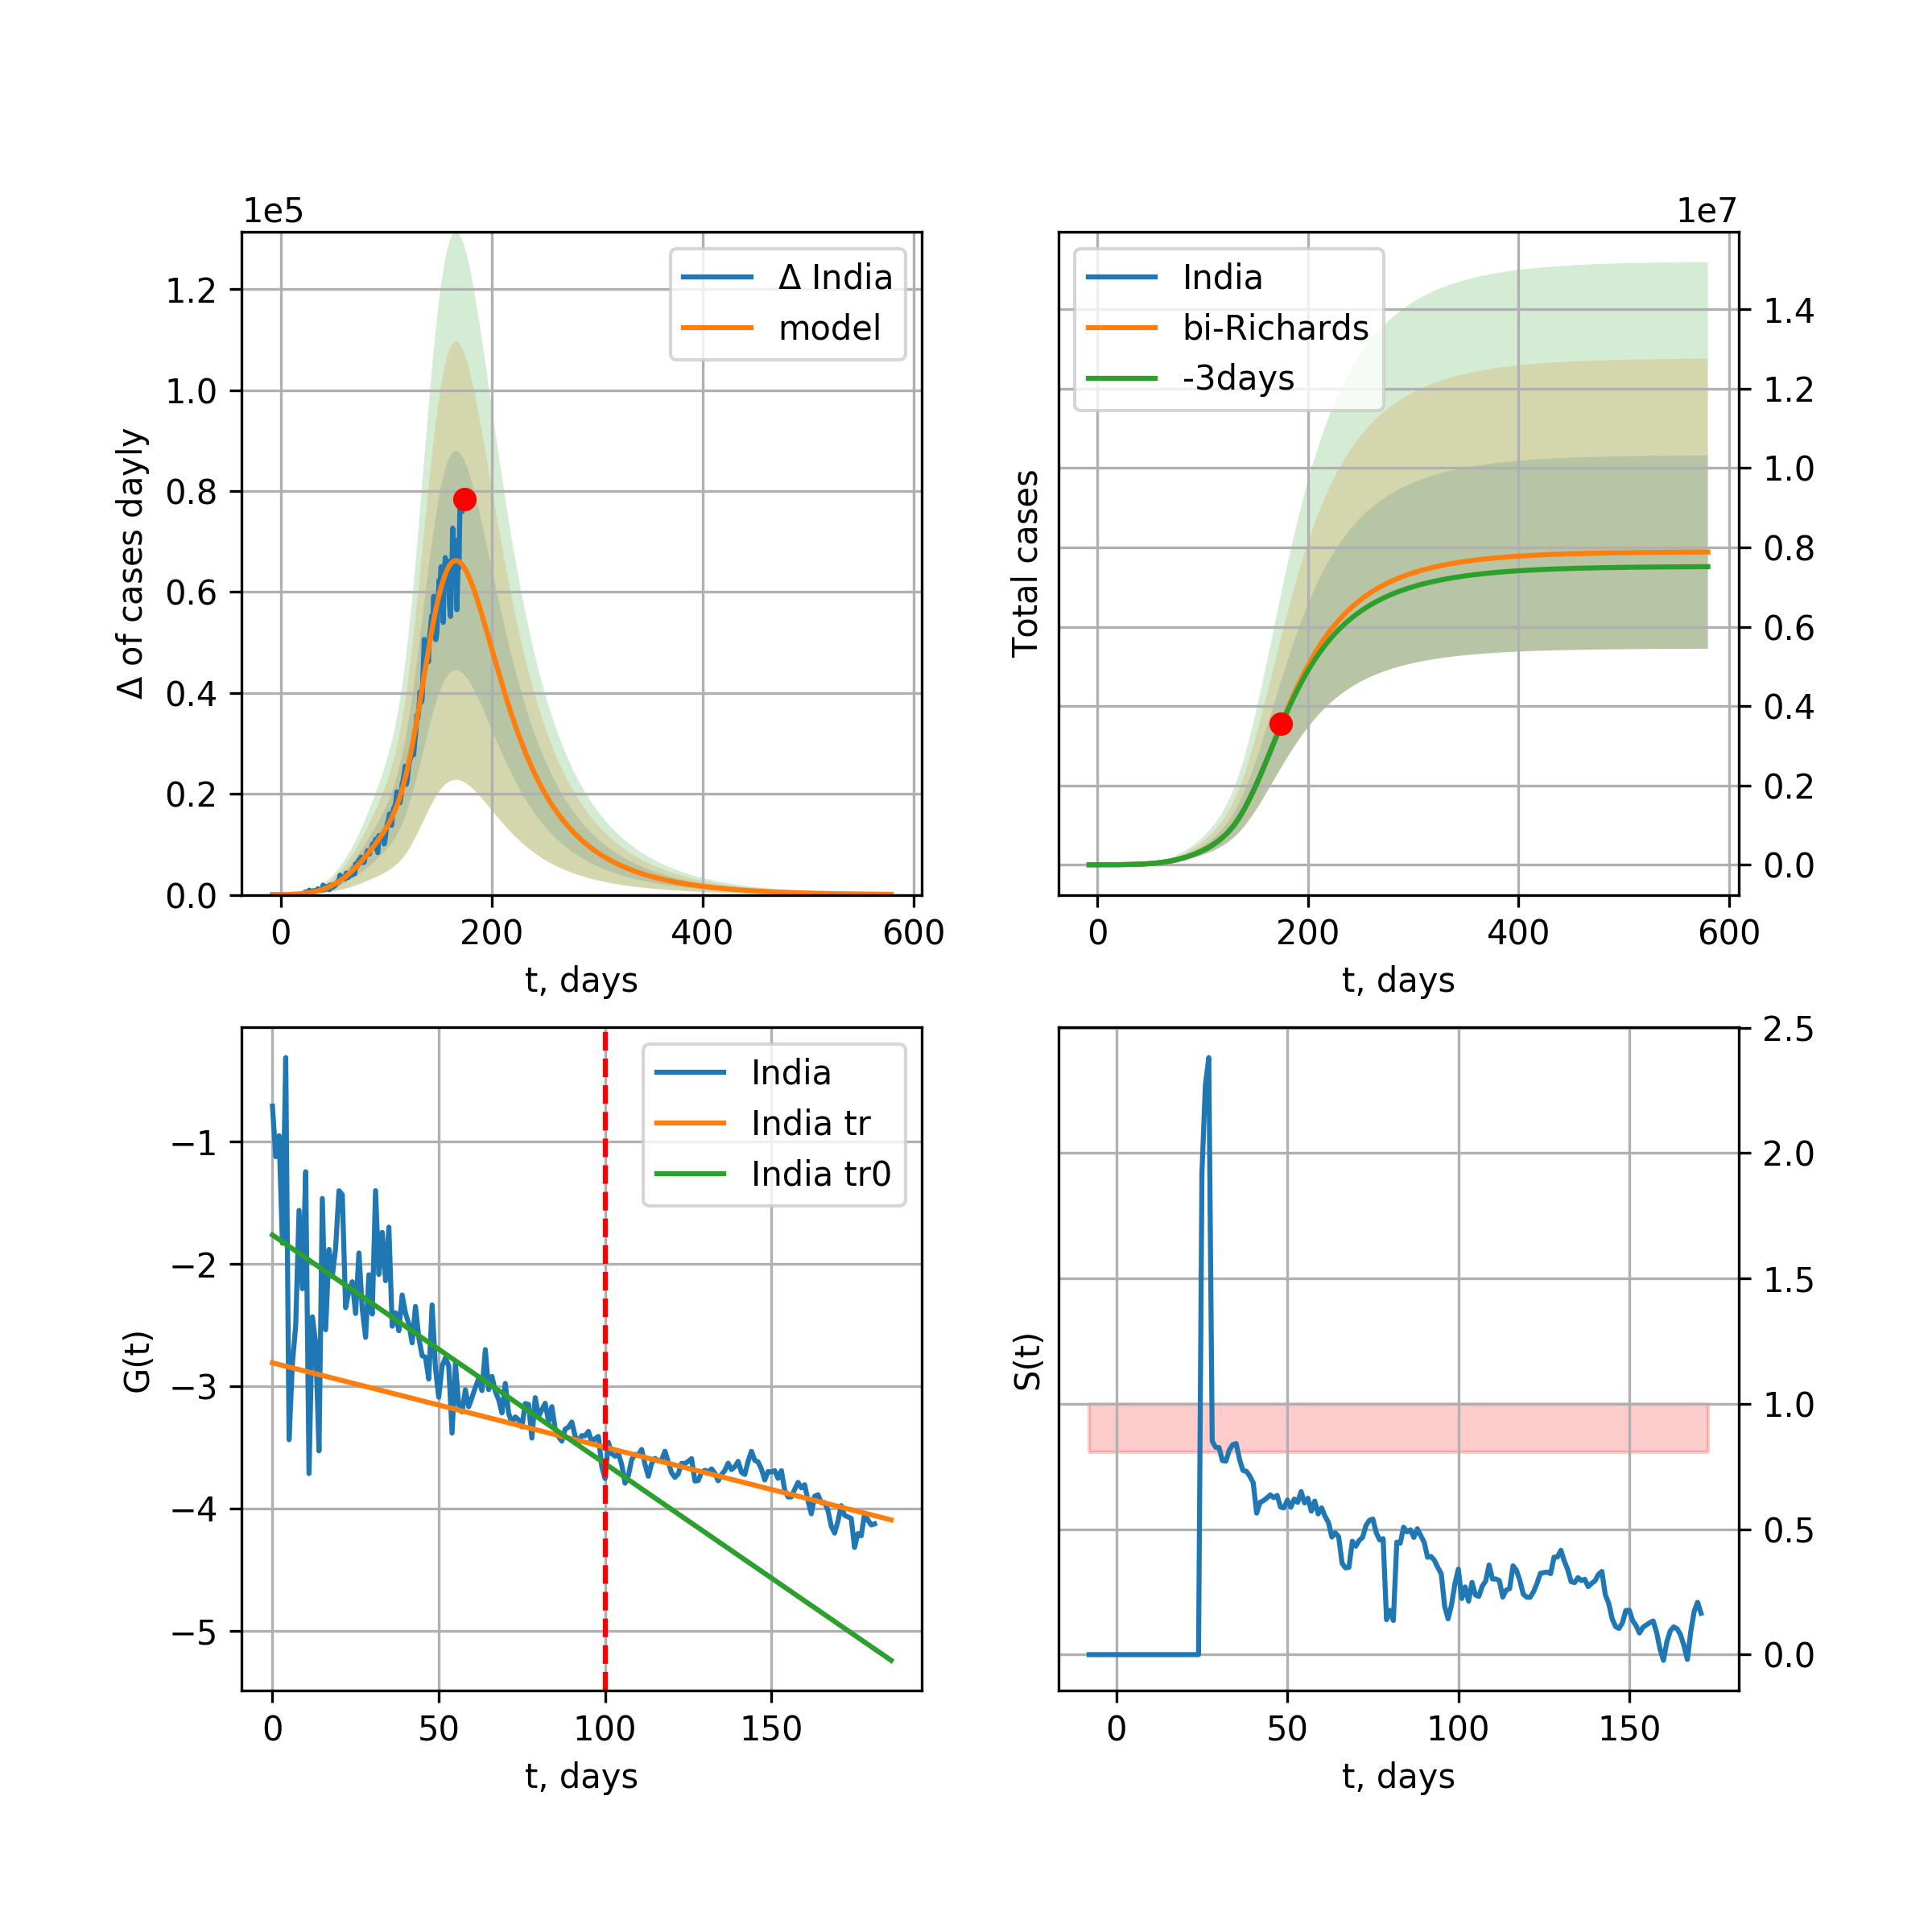 1e5
Δ of cases dayly
1.2
1.0
0.8
0.6
0.4
0.2
0.0
Δ India
model
0 200 400 600
t, days
1e7
Total cases
India
bi-Richards
-3days
1.4
1.2
1.0
0.8
0.6
0.4
0.2
0.0
0 200 400 600
t, days
G(t)
−1
−2
−3
−4
−5
India
India tr
India tr0
0 50 100 150
t, days
S(t)
2.5
2.0
1.5
1.0
0.5
0.0
0 50 100 150
t, days